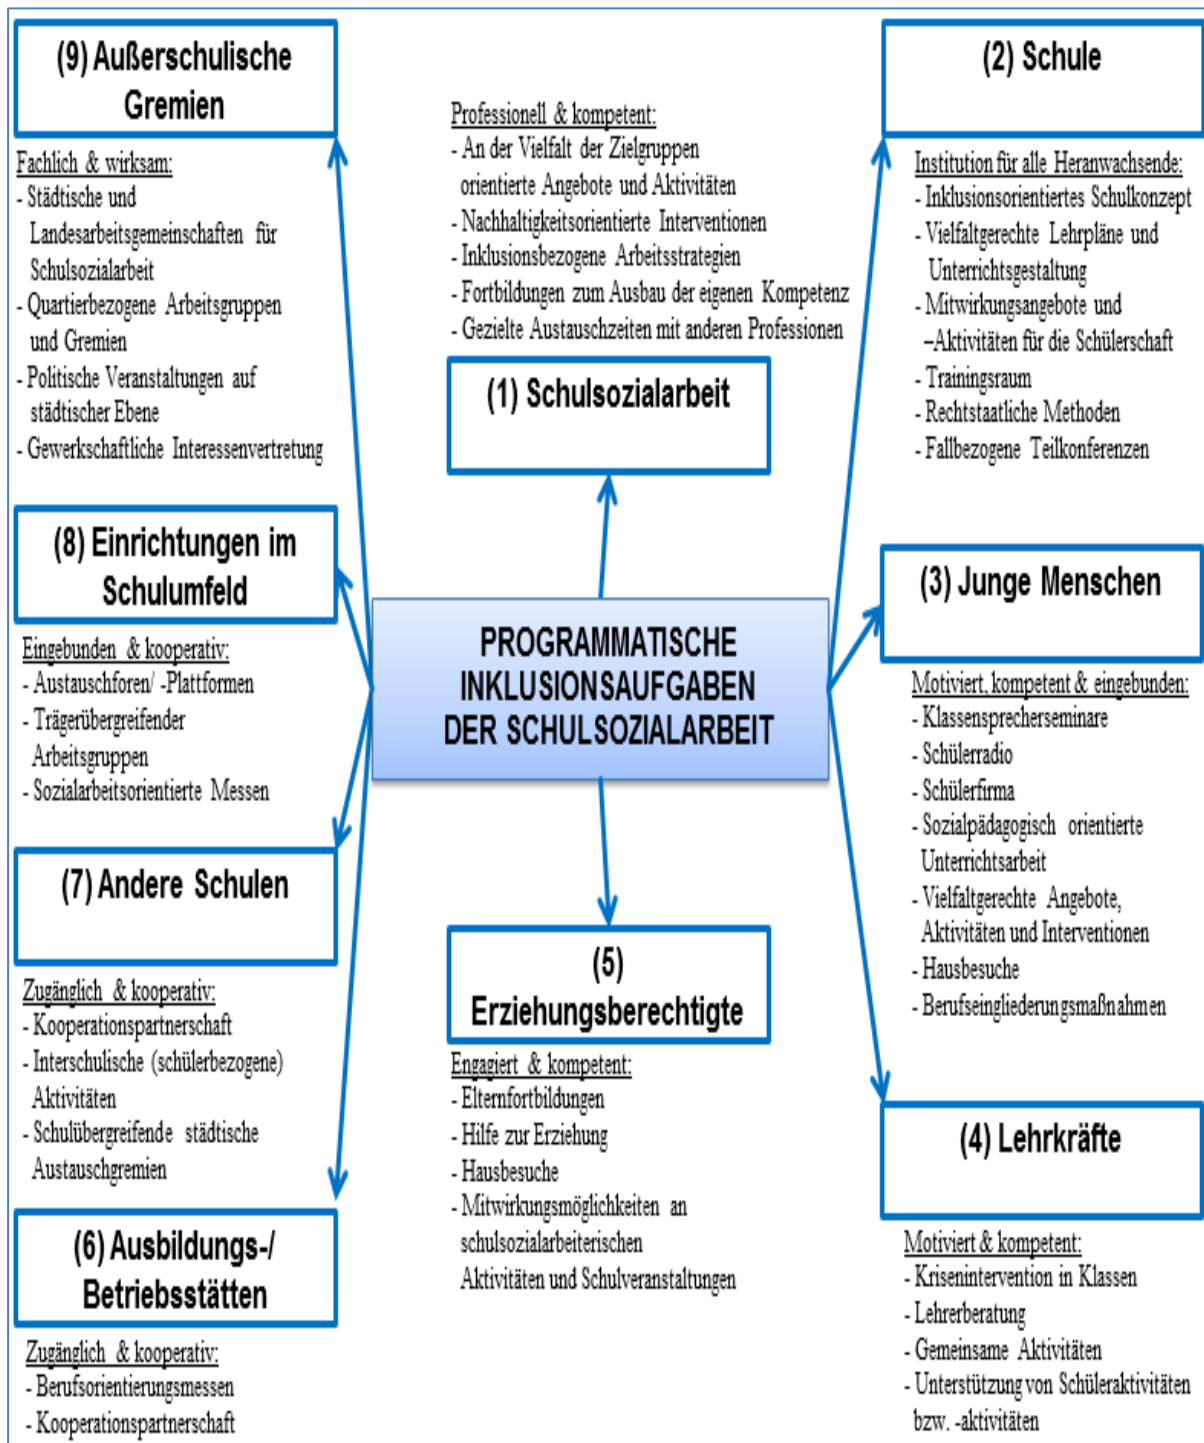 (9) Außerschulische
Gremien
Fachlich & wirksam:
- Städtische und
Landesarbeitsgemeinschaften für
Schulsozialarbeit
- Quartierbezogene Arbeitsgruppen
und Gremien
- Politische Veranstaltungen auf
städtischer Ebene
- Gewerkschaftliche Interessenvertretung
(8) Einrichtungen im
Schulumfeld
Eingebunden & kooperativ:
- Austauschforen/ -Plattformen
- Trägerübergreifender
Arbeitsgruppen
- Sozialarbeitsorientierte Messen
(7) Andere Schulen
Zugänglich & kooperativ:
- Kooperationspartnerschaft
- Interschulische (schülerbezogene)
Aktivitäten
- Schulübergreifende städtische
Austauschgremien
(6) Ausbildungs-/
Betriebsstätten
Zugänglich & kooperativ:
- Berufsorientierungsmessen
- Kooperationspartnerschaft
Professionell & kompetent:
- An der Vielfalt der Zielgruppen
orientierte Angebote und Aktivitäten
- Nachhaltigkeitsorientierte Interventionen
- Inklusionsbezogene Arbeitsstrategien
- Fortbildungen zum Ausbau der eigenen Kompetenz
- Gezielte Austauschzeiten mit anderen Professionen
(1) Schulsozialarbeit
PROGRAMMATISCHE
INKLUSIONSAUFGABEN
DER SCHULSOZIALARBEIT
(5)
Erziehungsberechtigte
Engagiert & kompetent:
- Elternfortbildungen
- Hilfe zur Erziehung
- Hausbesuche
- Mitwirkungsmöglichkeiten an
schulsozialarbeiterischen
Aktivitäten und Schulveranstaltungen
(2) Schule
Institution für alle Heranwachsende:
- Inklusionsorientiertes Schulkonzept
- Vielfaltgerechte Lehrpläne und
Unterrichtsgestaltung
- Mitwirkungsangebote und
–Aktivitäten für die Schülerschaft
- Trainingsraum
- Rechtstaatliche Methoden
- Fallbezogene Teilkonferenzen
(3) Junge Menschen
Motiviert, kompetent & eingebunden:
- Klassensprecherseminare
- Schülerradio
- Schülerfirma
- Sozialpädagogisch orientierte
Unterrichtsarbeit
- Vielfaltgerechte Angebote,
Aktivitäten und Interventionen
- Hausbesuche
- Berufseingliederungsmaßnahmen
(4) Lehrkräfte
Motiviert & kompetent:
- Krisenintervention in Klassen
- Lehrerberatung
- Gemeinsame Aktivitäten
- Unterstützung von Schüleraktivitäten
bzw. -aktivitäten